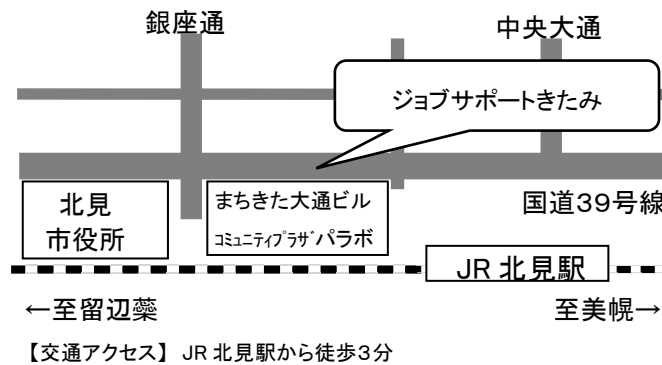 銀座通
中央大通
ジョブサポートきたみ
北見
市役所
まちきた大通ビル
ｺﾐｭﾆﾃｨﾌﾟﾗｻﾞパラボ
国道39号線
JR 北見駅
←至留辺蘂
至美幌→
【交通アクセス】 JR 北見駅から徒歩３分